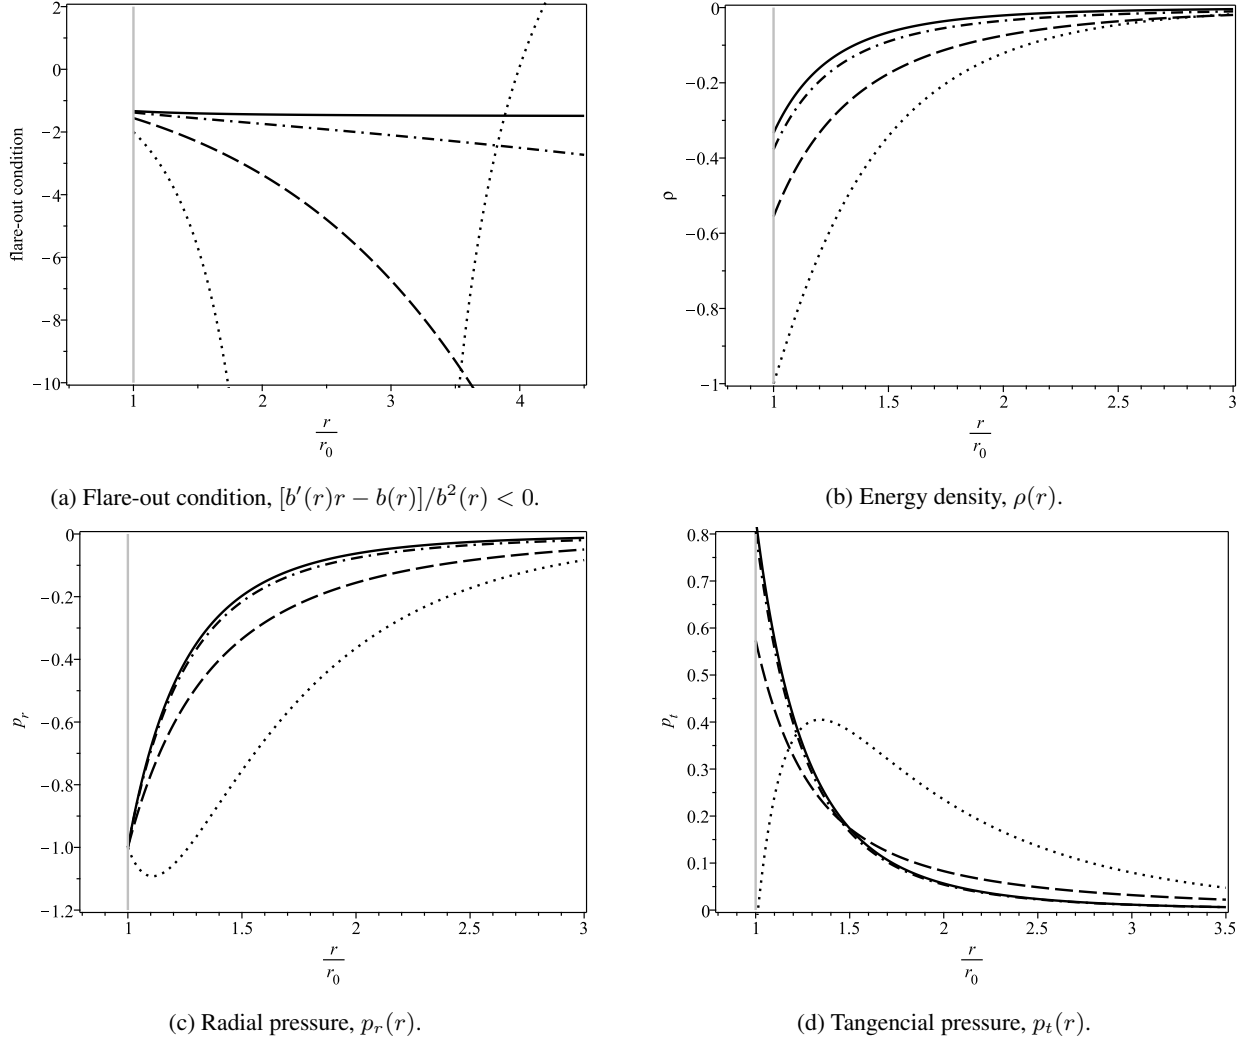 2
0
−2
−4
−6
−8
−10
flare-out condition
1 2 3 4
r
r0
(a) Flare-out condition, [b′(r)r − b(r)]/b²(r) < 0.
0
−0.2
−0.4
−0.6
−0.8
−1
ρ
1 1.5 2 2.5 3
r
r0
(b) Energy density, ρ(r).
0
−0.2
−0.4
−0.6
−0.8
−1.0
−1.2
pr
1 1.5 2 2.5 3
r
r0
(c) Radial pressure, pr(r).
0.8
0.7
0.6
0.5
0.4
0.3
0.2
0.1
0
pt
1 1.5 2 2.5 3 3.5
r
r0
(d) Tangencial pressure, pt(r).